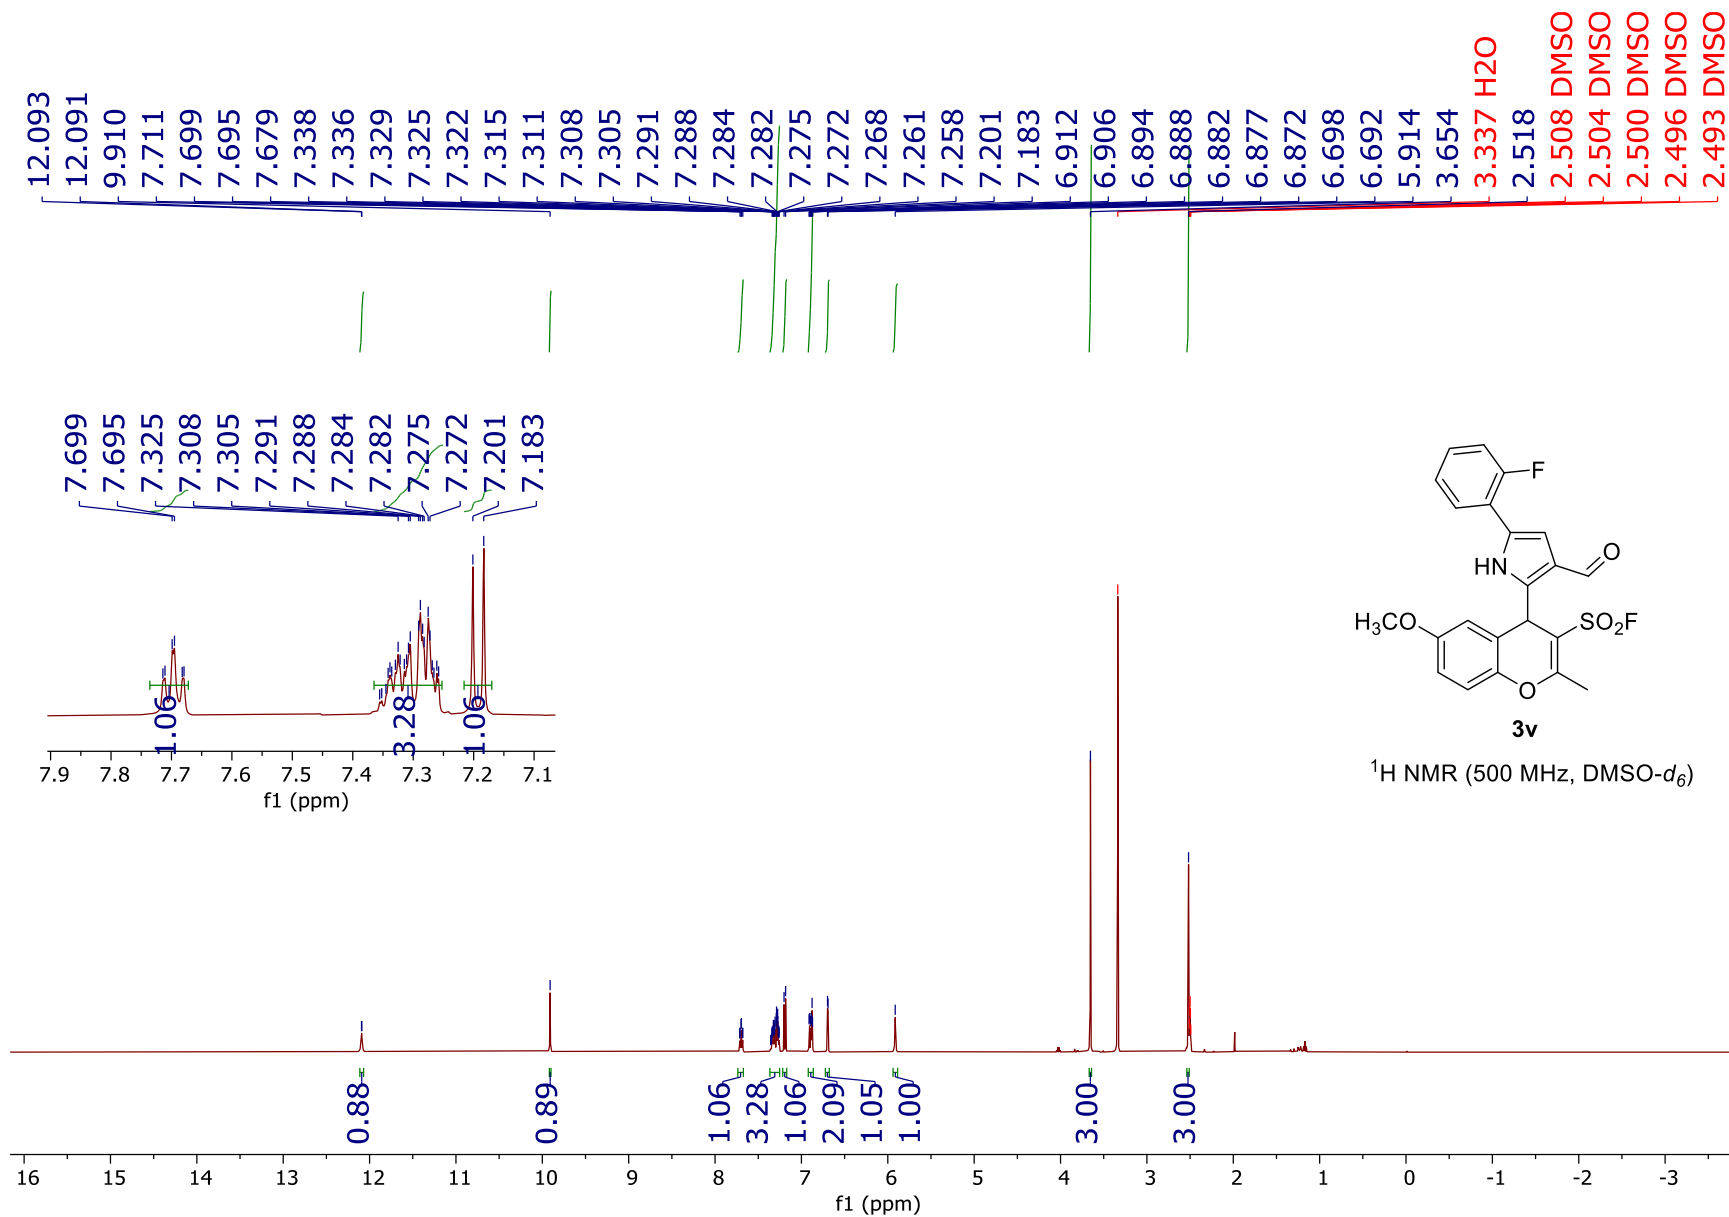 12.093 12.091 9.910 7.711 7.699 7.695 7.679 7.338 7.336 7.329 7.325 7.322 7.315 7.311 7.308 7.305 7.291 7.288 7.284 7.282 7.275 7.272 7.268 7.261 7.258 7.201 7.183 6.912 6.906 6.894 6.888 6.882 6.877 6.872 6.698 6.692 5.914 3.654 3.337 H2O 2.518 2.508 DMSO 2.504 DMSO 2.500 DMSO 2.496 DMSO 2.493 DMSO
7.699 7.695 7.325 7.308 7.305 7.291 7.288 7.284 7.282 7.275 7.272 7.201 7.183
1.06 3.28 1.06
7.9 7.8 7.7 7.6 7.5 7.4 7.3 7.2 7.1
f1 (ppm)
F
HN
O
H3CO
SO2F
O
3v
1H NMR (500 MHz, DMSO-d6)
0.88 0.89 1.06 3.28 1.06 2.09 1.05 1.00 3.00 3.00
16 15 14 13 12 11 10 9 8 7 6 5 4 3 2 1 0 -1 -2 -3
f1 (ppm)